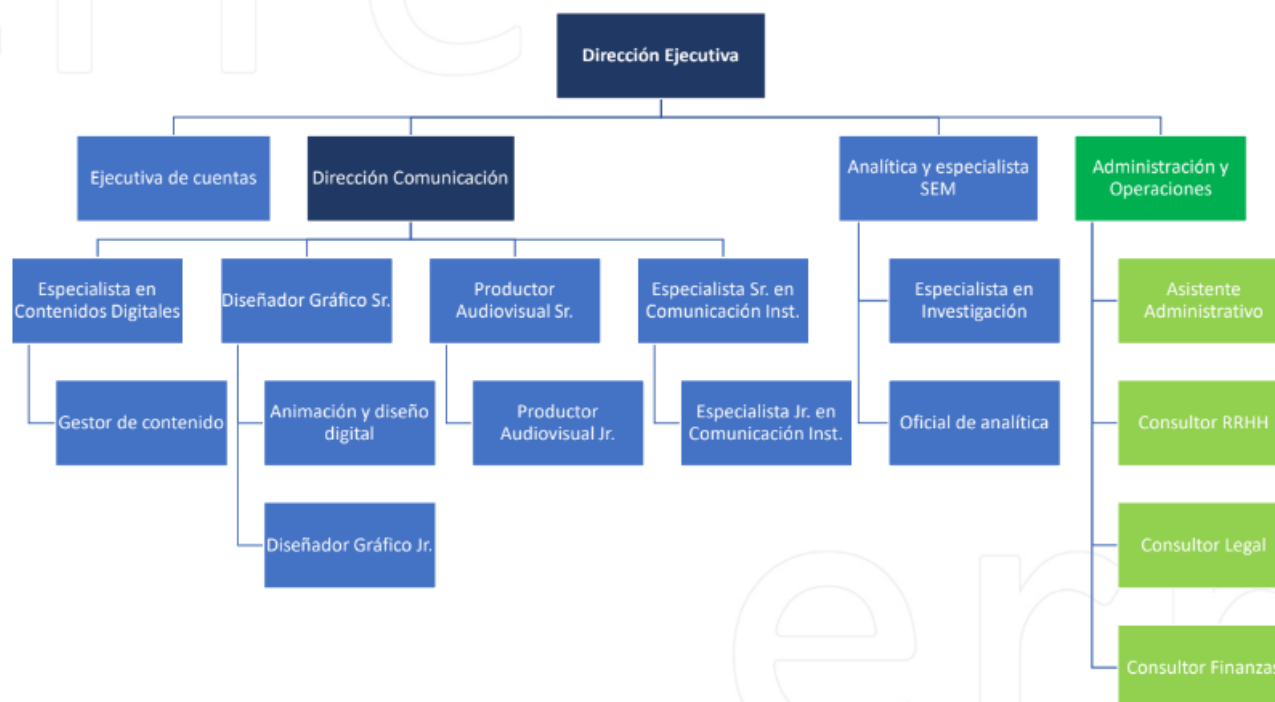 Dirección Ejecutiva
Ejecutiva de cuentas
Dirección Comunicación
Analítica y especialista
SEM
Administración y
Operaciones
Especialista en
Contenidos Digitales
Diseñador Gráfico Sr.
Productor
Audiovisual Sr.
Especialista Sr. en
Comunicación Inst.
Especialista en
Investigación
Asistente
Administrativo
Gestor de contenido
Animación y diseño
digital
Productor
Audiovisual Jr.
Especialista Jr. en
Comunicación Inst.
Oficial de analítica
Consultor RRHH
Diseñador Gráfico Jr.
Consultor Legal
Consultor Finanzas